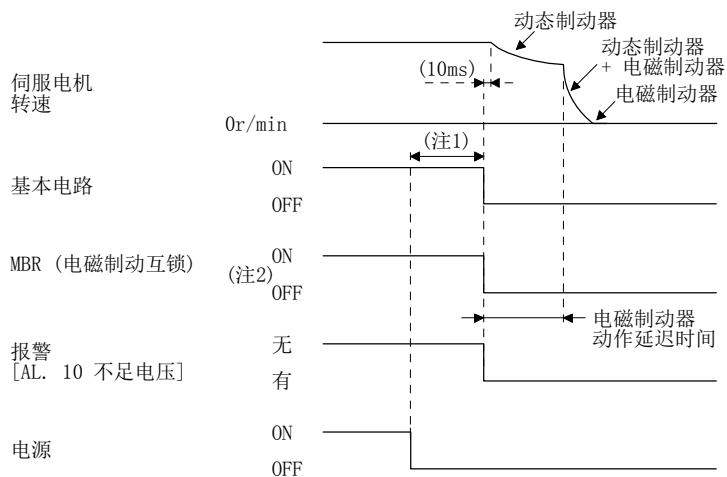 动态制动器
动态制动器
+ 电磁制动器
(10ms)
电磁制动器
伺服电机
转速
0r/min
(注1)
ON
基本电路
OFF
ON
MBR (电磁制动互锁)
(注2)
OFF
电磁制动器
动作延迟时间
无
报警
[AL. 10 不足电压]
有
ON
电源
OFF